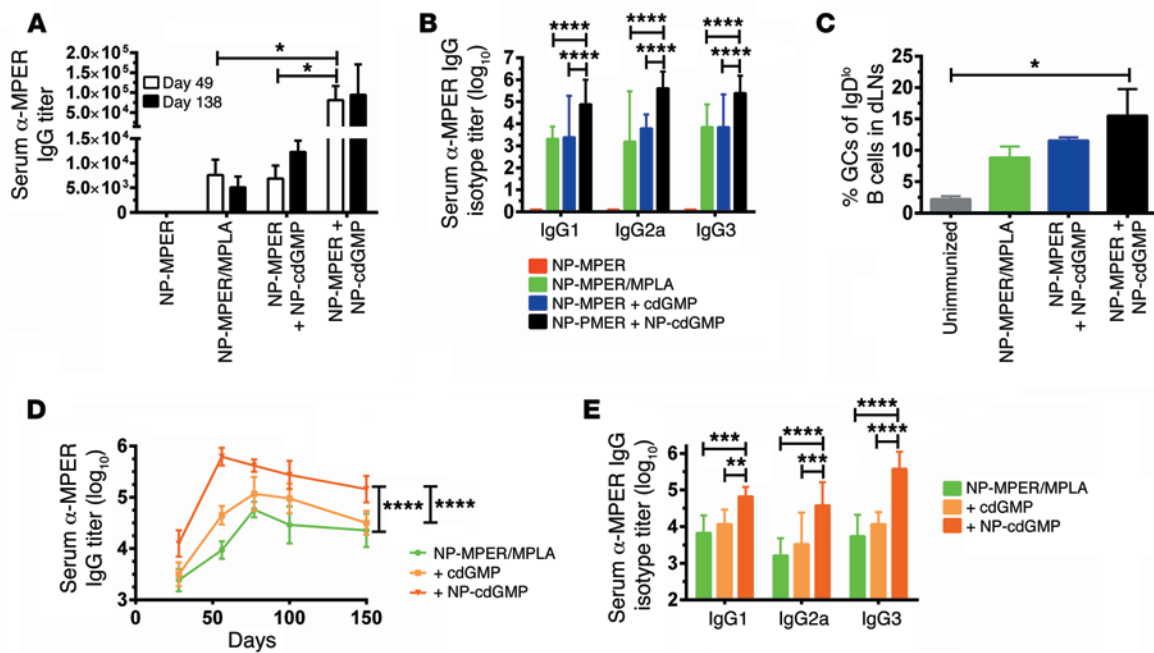 A
Serum α-MPER
IgG titer
2.0×10⁵
1.5×10⁵
1.0×10⁵
5.0×10⁴
1.5×10⁴
1.0×10⁴
5.0×10³
0
*
*
Day 49
Day 138
NP-MPER
NP-MPER/MPLA
NP-MPER
+ NP-cdGMP
NP-MPER +
NP-cdGMP
B
Serum α-MPER IgG
isotype titer (log₁₀)
7
6
5
4
3
2
1
0
**** **** ****
**** **** ****
IgG1 IgG2a IgG3
NP-MPER
NP-MPER/MPLA
NP-MPER + cdGMP
NP-PMER + NP-cdGMP
C
% GCs of IgDˡᵒ
B cells in dLNs
25
20
15
10
5
0
*
Unimmunized
NP-MPER/MPLA
NP-MPER
+ NP-cdGMP
NP-MPER +
NP-cdGMP
D
Serum α-MPER
IgG titer (log₁₀)
6
5
4
3
0 50 100 150
Days
**** ****
NP-MPER/MPLA
+ cdGMP
+ NP-cdGMP
E
Serum α-MPER IgG
isotype titer (log₁₀)
6
5
4
3
2
*** **** ****
** *** ****
IgG1 IgG2a IgG3
NP-MPER/MPLA
+ cdGMP
+ NP-cdGMP